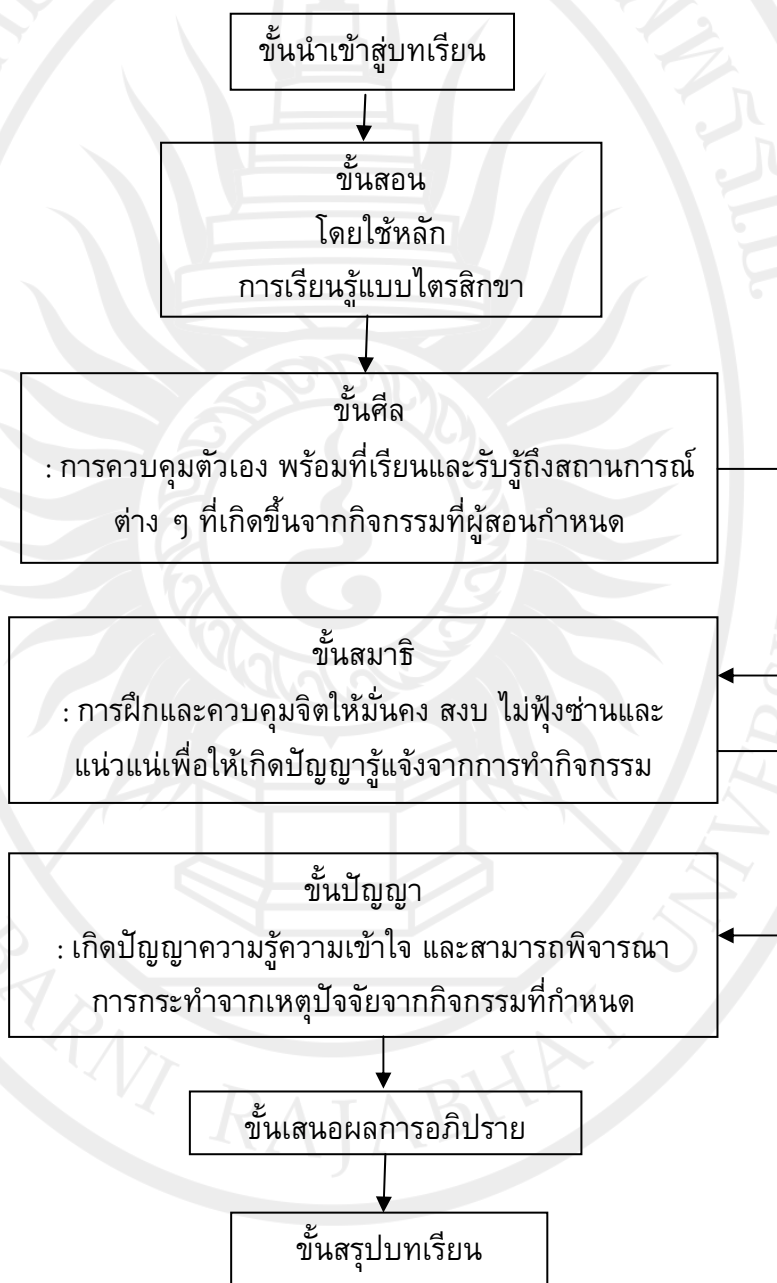 ขั้นนำเข้าสู่บทเรียน
ขั้นสอน
โดยใช้หลัก
การเรียนรู้แบบไตรสิกขา
ขั้นศีล
: การควบคุมตัวเอง พร้อมที่เรียนและรับรู้ถึงสถานการณ์
ต่าง ๆ ที่เกิดขึ้นจากกิจกรรมที่ผู้สอนกำหนด
ขั้นสมาธิ
: การฝึกและควบคุมจิตให้มั่นคง สงบ ไม่ฟุ้งซ่านและ
แน่วแน่เพื่อให้เกิดปัญญารู้แจ้งจากการทำกิจกรรม
ขั้นปัญญา
: เกิดปัญญาความรู้ความเข้าใจ และสามารถพิจารณา
การกระทำจากเหตุปัจจัยจากกิจกรรมที่กำหนด
ขั้นเสนอผลการอภิปราย
ขั้นสรุปบทเรียน
BARNI RAJABHAT UNIVERS